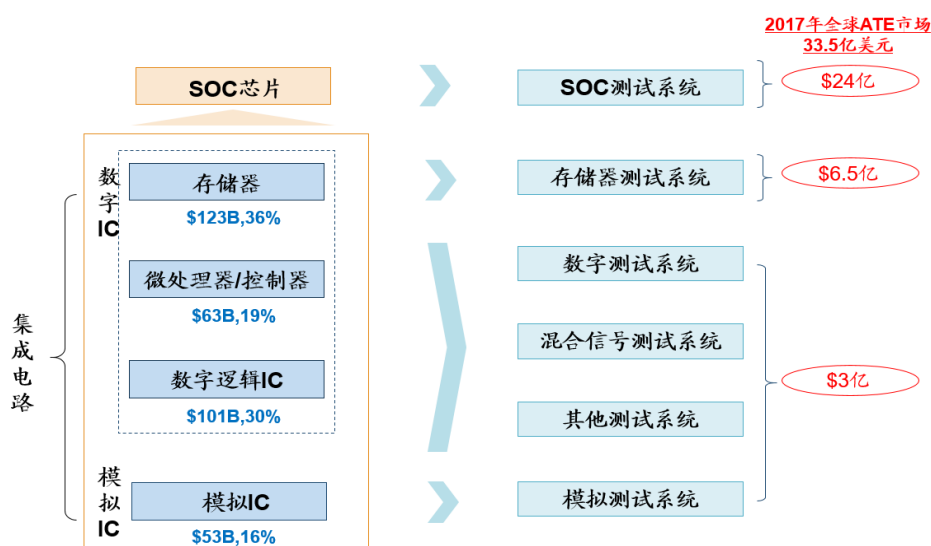 2017年全球ATE市场
33.5亿美元
SOC芯片
SOC测试系统
$24亿
数字IC
存储器
$123B,36%
存储器测试系统
$6.5亿
微处理器/控制器
$63B,19%
数字逻辑IC
$101B,30%
数字测试系统
混合信号测试系统
其他测试系统
$3亿
集成电路
模拟IC
模拟IC
$53B,16%
模拟测试系统